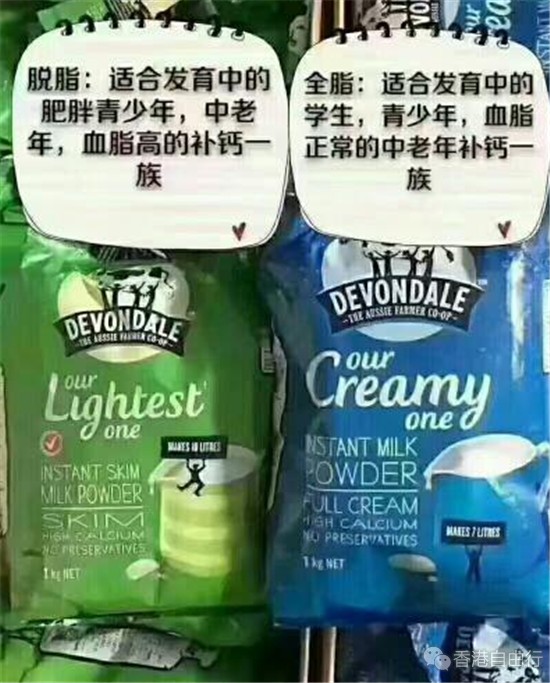 脱脂：适合发育中的
肥胖青少年，中老
年，血脂高的补钙一
族
全脂：适合发育中的
学生，青少年，血脂
正常的中老年补钙一
族
DEVONDALE
-THE AUSSIE FARMER CO-OP-
our
Lightest
one
MAKES 10 LITRES
INSTANT SKIM
MILK POWDER
SKIM
HIGH CALCIUM
NO PRESERVATIVES
1 kg NET
DEVONDALE
-THE AUSSIE FARMER CO-OP-
our
Creamy
one
INSTANT MILK
POWDER
FULL CREAM
HIGH CALCIUM
NO PRESERVATIVES
MAKES 7 LITRES
1 kg NET
香港自由行